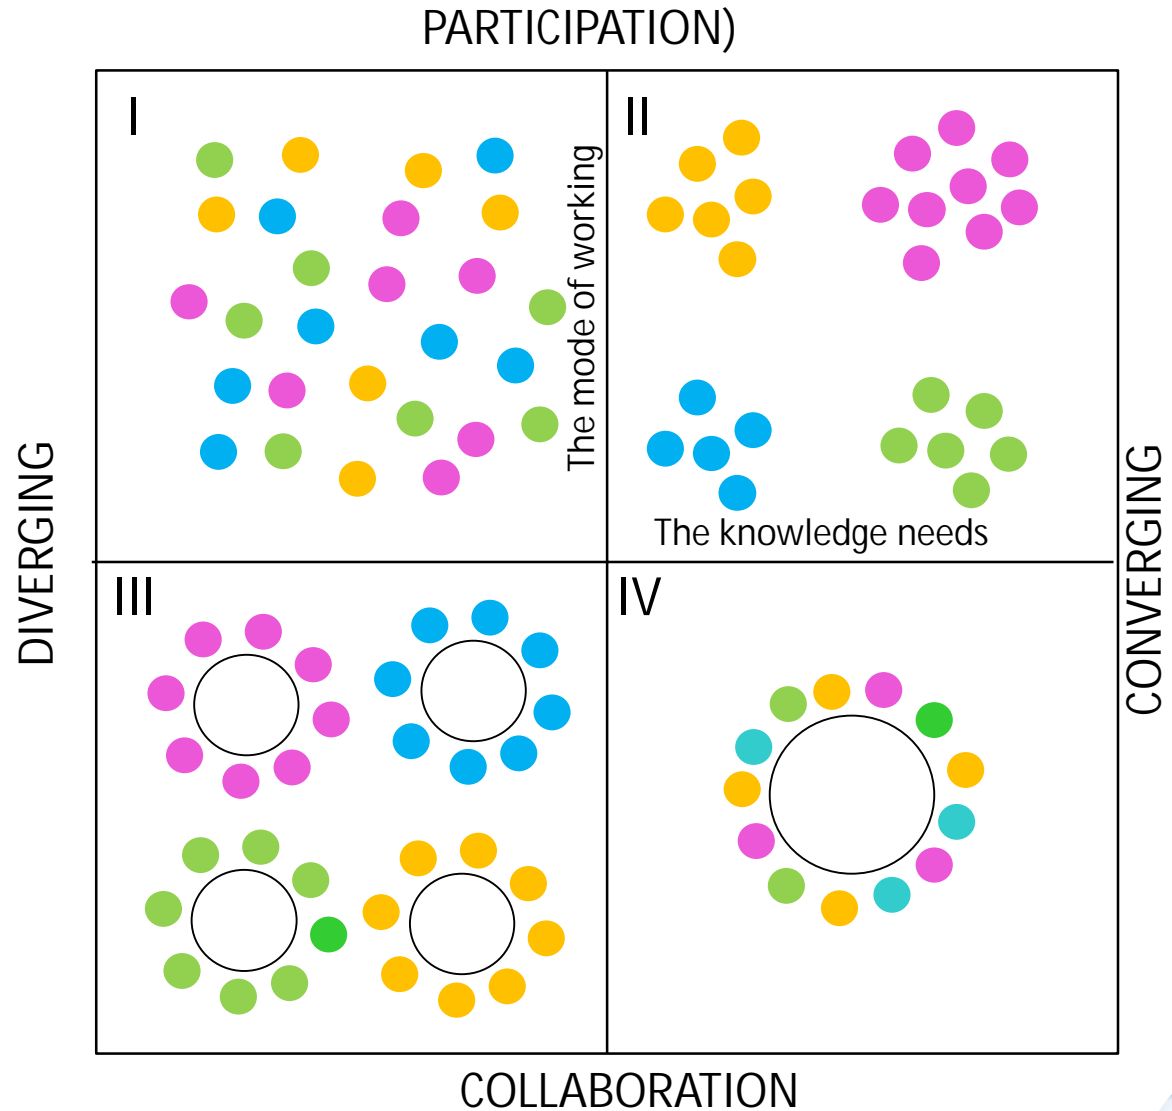 PARTICIPATION)
I
II
The mode of working
DIVERGING
CONVERGING
The knowledge needs
III
IV
COLLABORATION